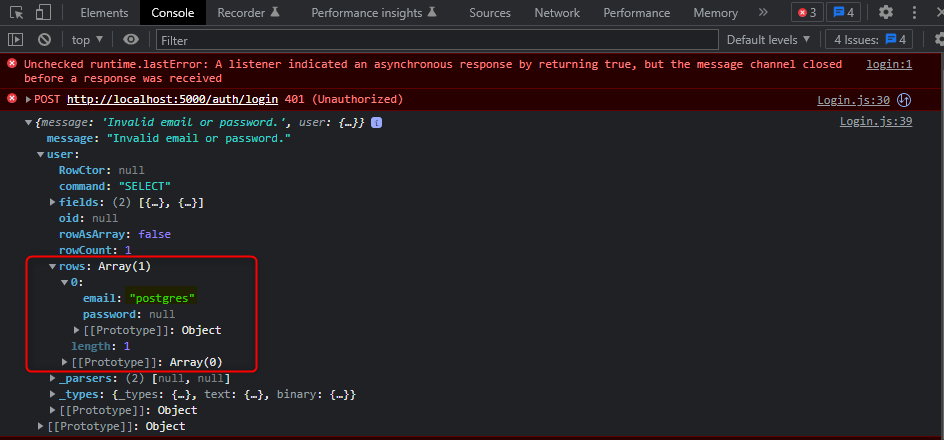 Elements Console Recorder Performance insights Sources Network Performance Memory » 3 4
top Filter Default levels 4 Issues: 4
Unchecked runtime.lastError: A listener indicated an asynchronous response by returning true, but the message channel closed login:1
before a response was received
POST http://localhost:5000/auth/login 401 (Unauthorized) Login.js:30
{message: 'Invalid email or password.', user: {…}} i Login.js:39
message: "Invalid email or password."
user:
RowCtor: null
command: "SELECT"
fields: (2) [{…}, {…}]
oid: null
rowAsArray: false
rowCount: 1
rows: Array(1)
0:
email: "postgres"
password: null
[[Prototype]]: Object
length: 1
[[Prototype]]: Array(0)
_parsers: (2) [null, null]
_types: {_types: {…}, text: {…}, binary: {…}}
[[Prototype]]: Object
[[Prototype]]: Object